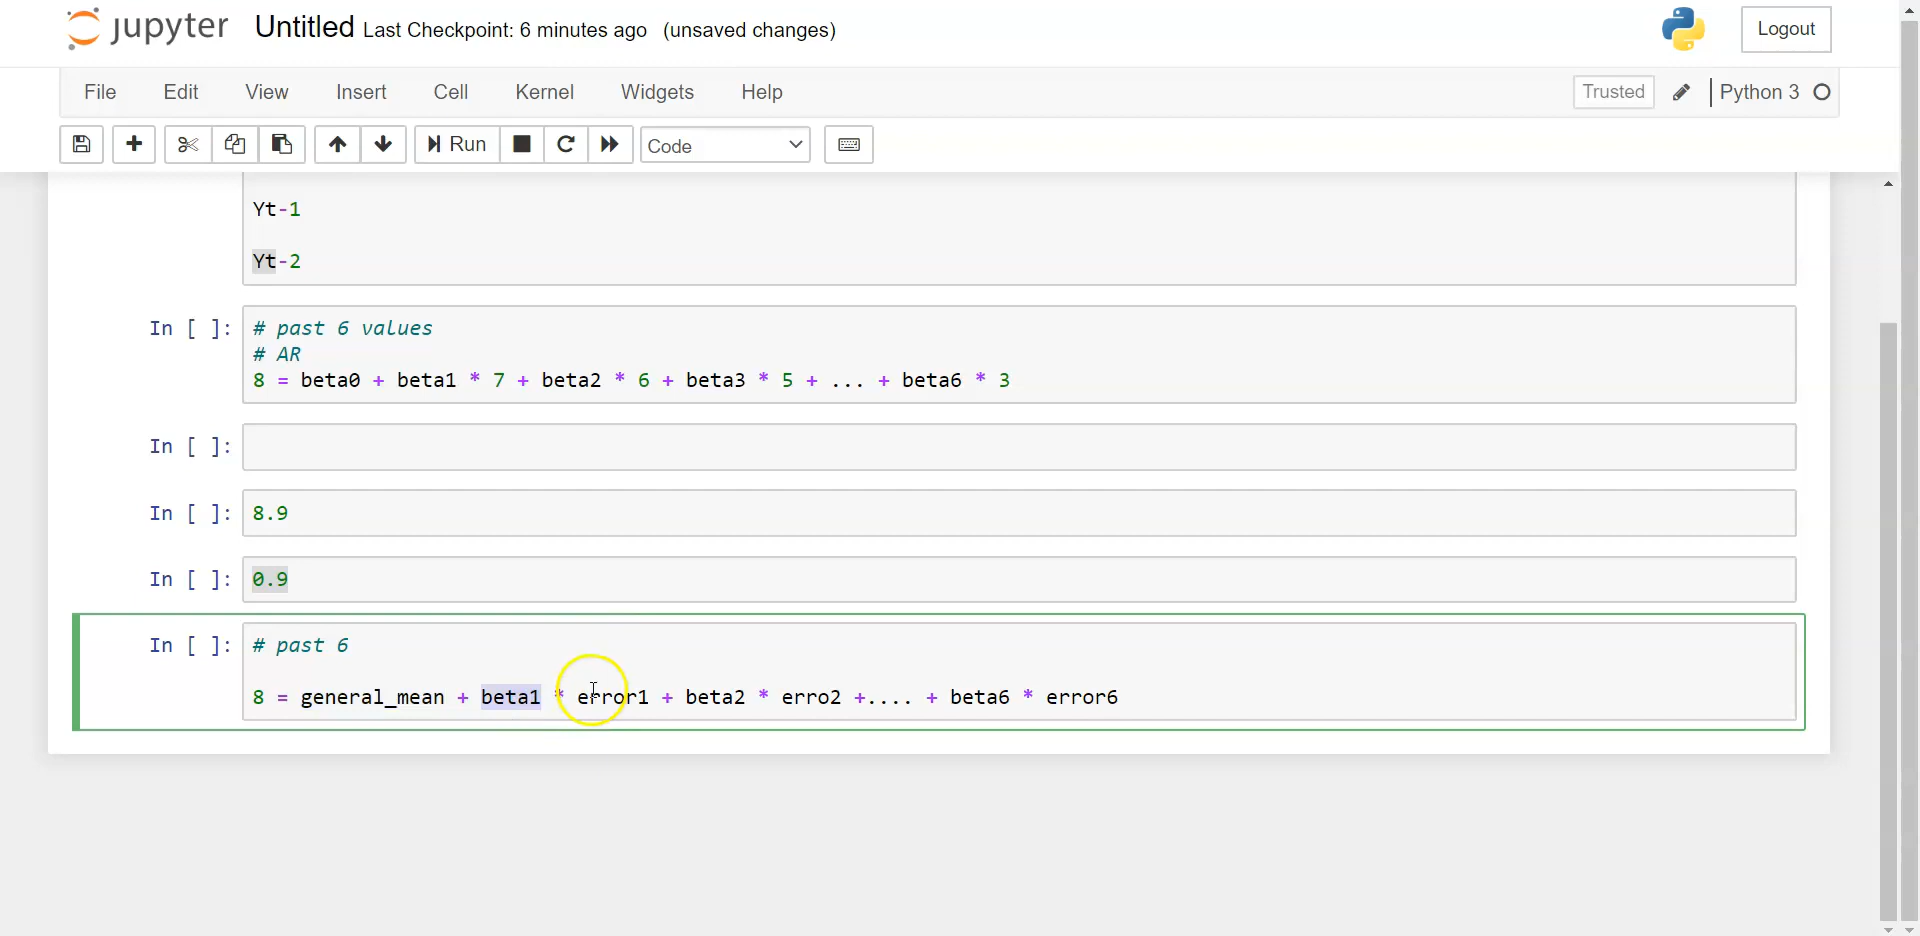 jupyter Untitled Last Checkpoint: 6 minutes ago (unsaved changes) Logout
File Edit View Insert Cell Kernel Widgets Help Trusted Python 3
Run Code
Yt-1
Yt-2
In [ ]: # past 6 values
# AR
8 = beta0 + beta1 * 7 + beta2 * 6 + beta3 * 5 + ... + beta6 * 3
In [ ]:
In [ ]: 8.9
In [ ]: 0.9
In [ ]: # past 6
8 = general_mean + beta1 * error1 + beta2 * erro2 +.... + beta6 * error6